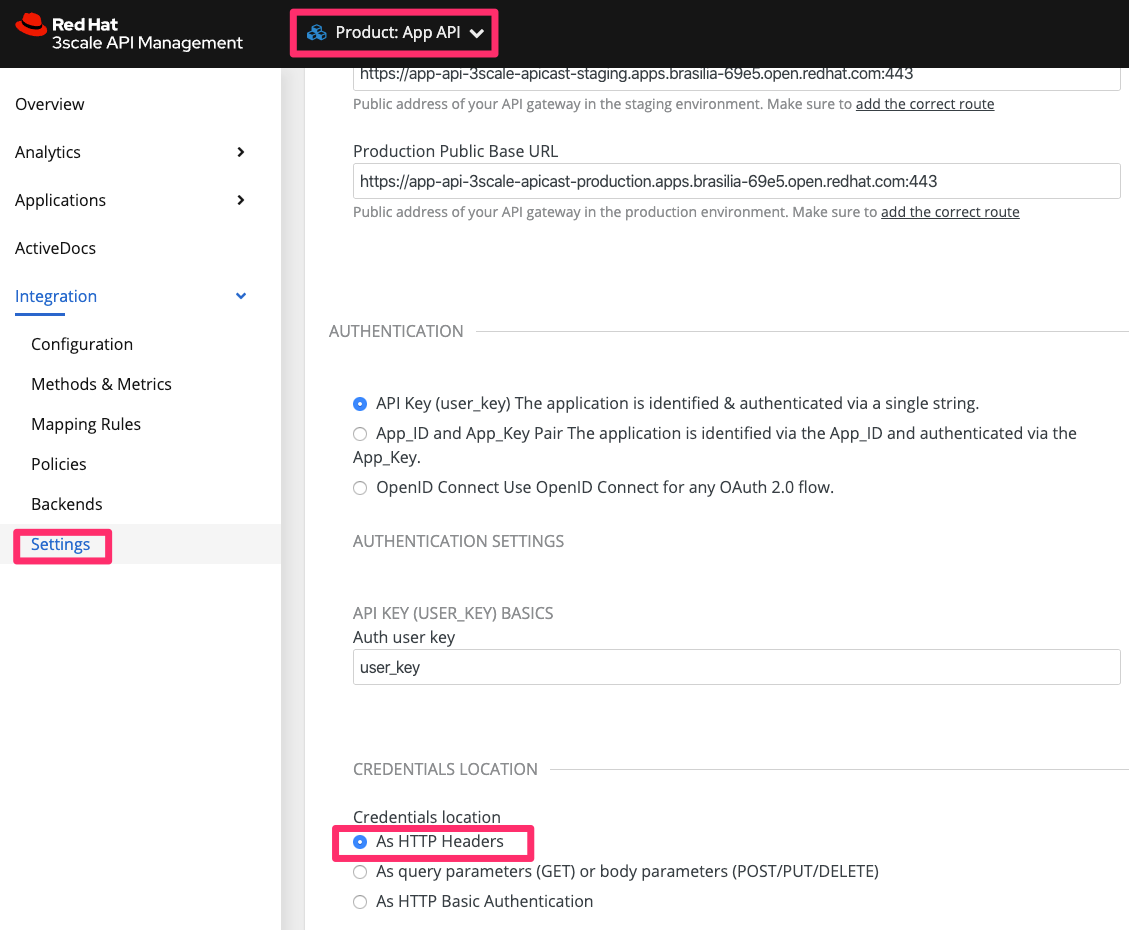 Red Hat
3scale API Management
Product: App API
Overview
Analytics
Applications
ActiveDocs
Integration
Configuration
Methods & Metrics
Mapping Rules
Policies
Backends
Settings
https://app-api-3scale-apicast-staging.apps.brasilia-69e5.open.redhat.com:443
Public address of your API gateway in the staging environment. Make sure to add the correct route
Production Public Base URL
https://app-api-3scale-apicast-production.apps.brasilia-69e5.open.redhat.com:443
Public address of your API gateway in the production environment. Make sure to add the correct route
AUTHENTICATION
API Key (user_key) The application is identified & authenticated via a single string.
App_ID and App_Key Pair The application is identified via the App_ID and authenticated via the
App_Key.
OpenID Connect Use OpenID Connect for any OAuth 2.0 flow.
AUTHENTICATION SETTINGS
API KEY (USER_KEY) BASICS
Auth user key
user_key
CREDENTIALS LOCATION
Credentials location
As HTTP Headers
As query parameters (GET) or body parameters (POST/PUT/DELETE)
As HTTP Basic Authentication